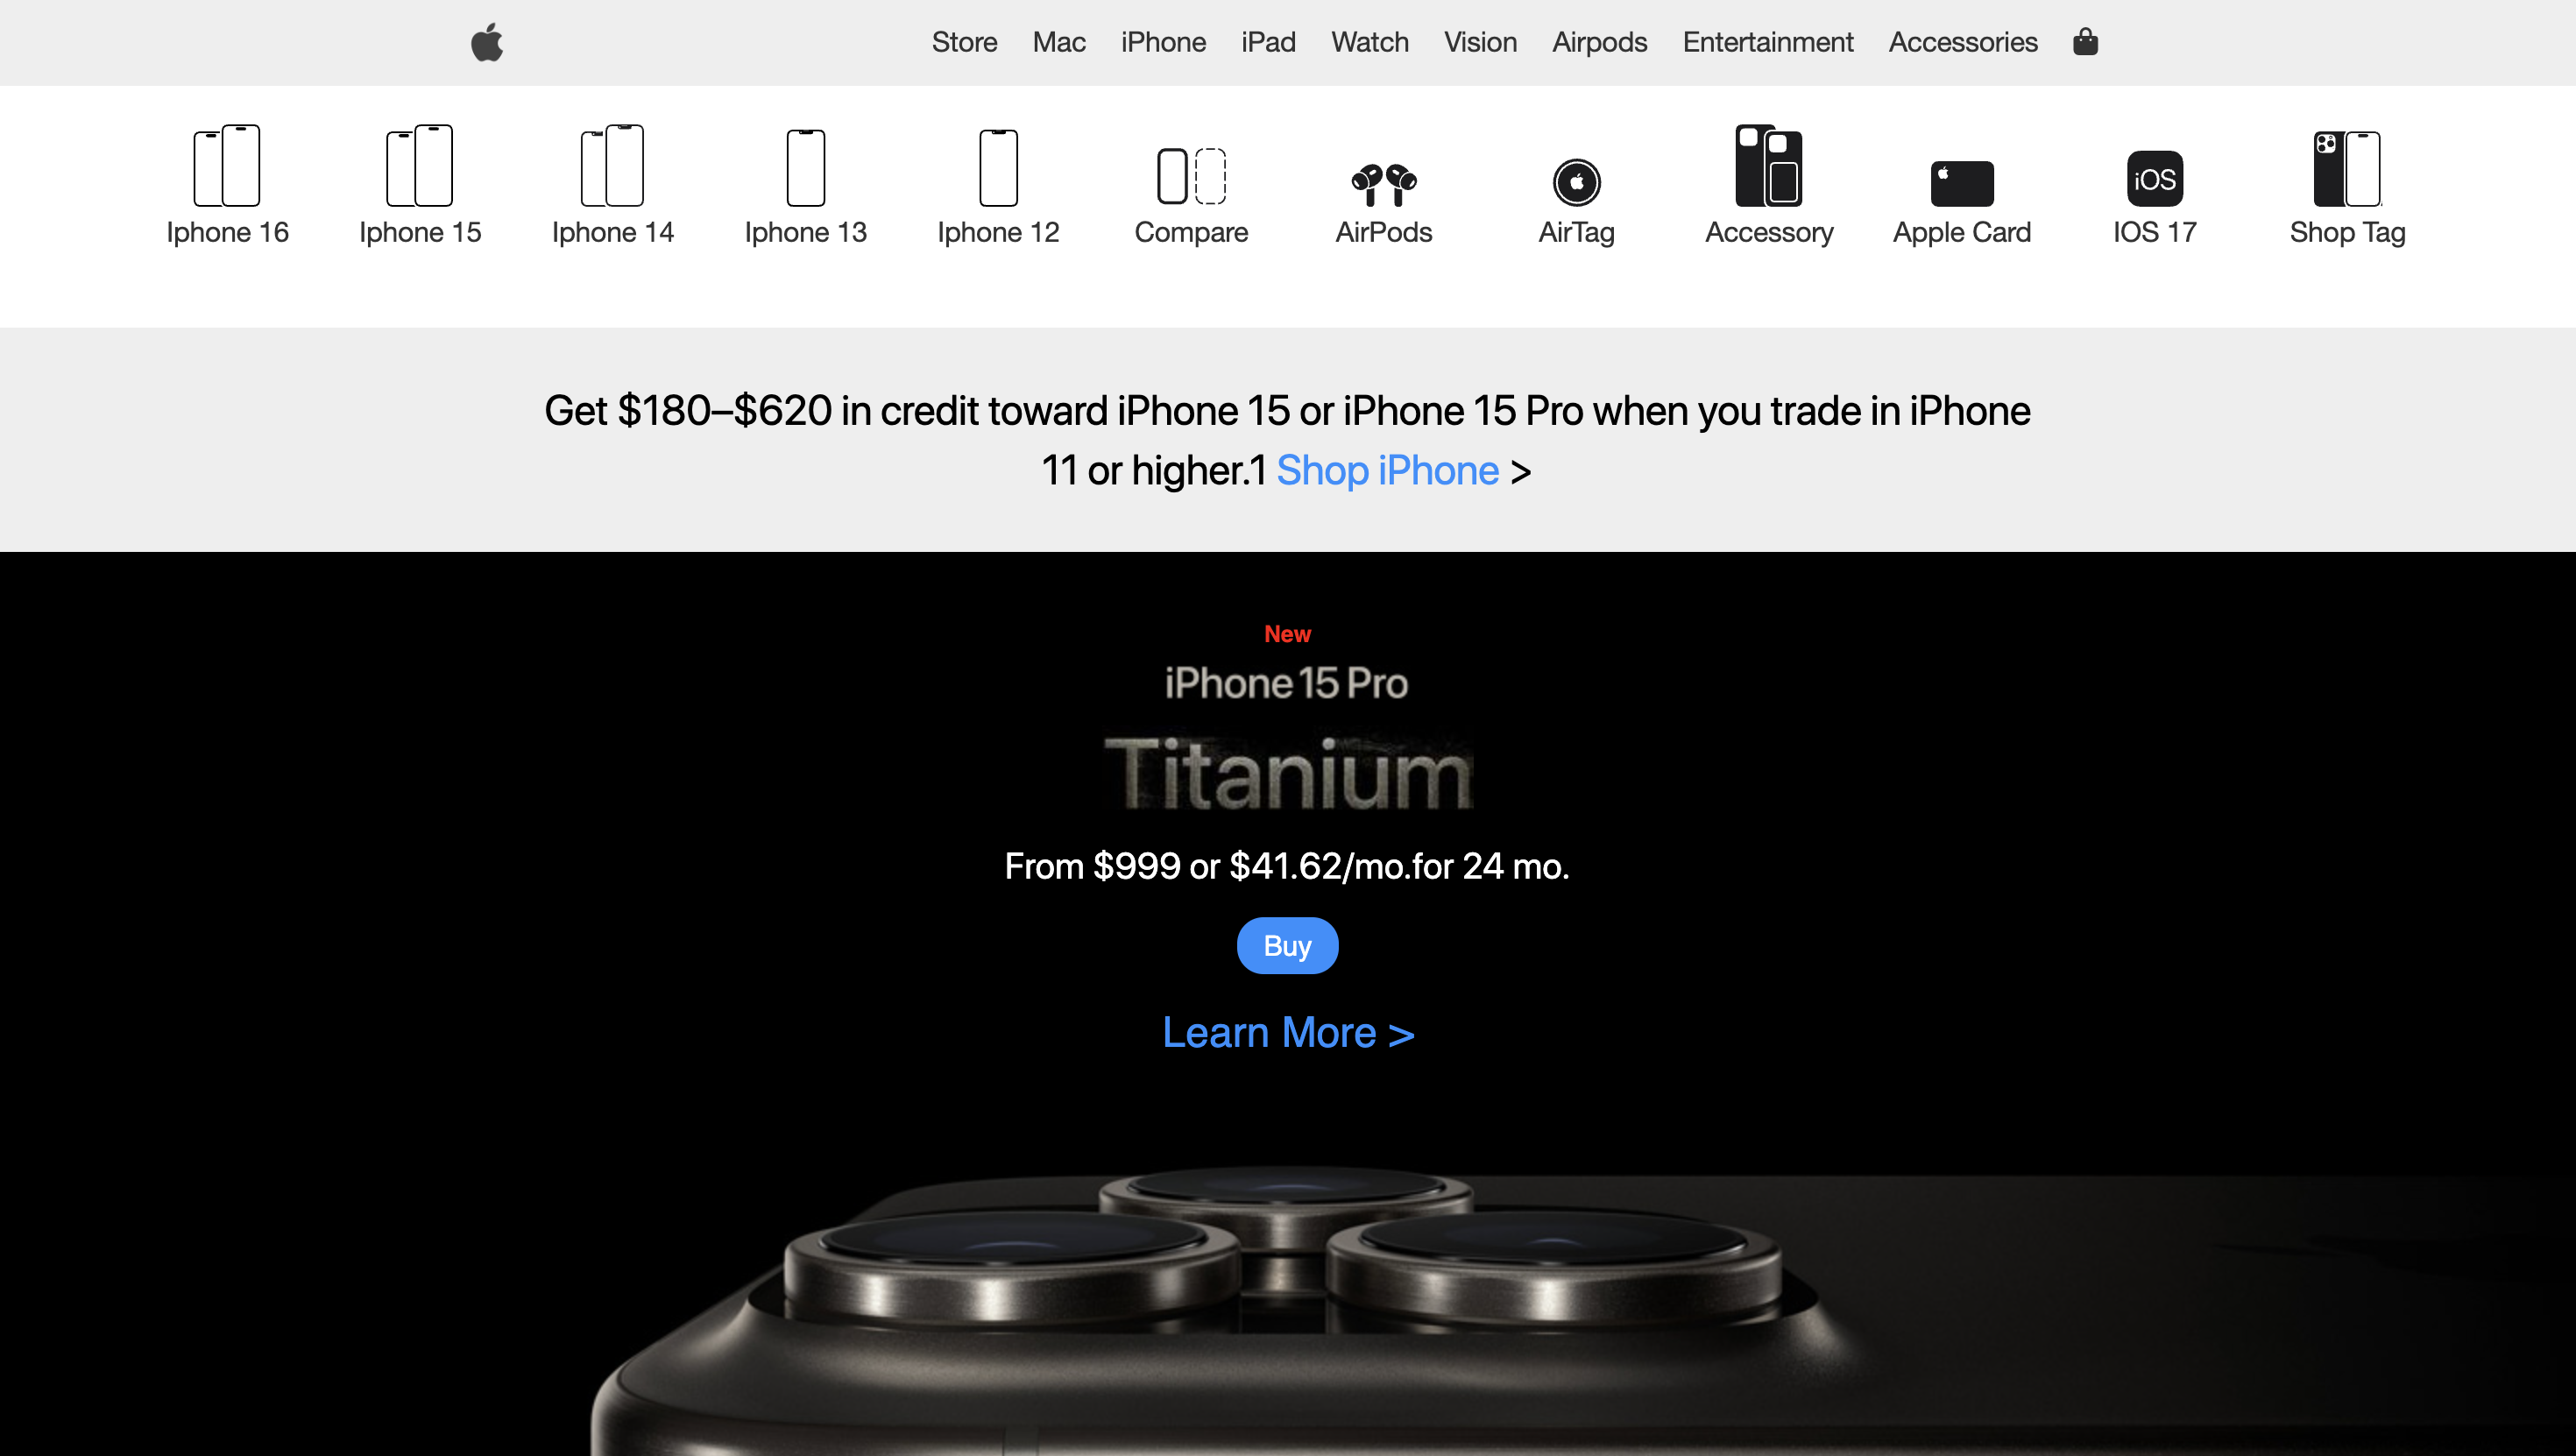 Store Mac iPhone iPad Watch Vision Airpods Entertainment Accessories
Iphone 16 Iphone 15 Iphone 14 Iphone 13 Iphone 12 Compare AirPods AirTag Accessory Apple Card iOS IOS 17 Shop Tag
Get $180–$620 in credit toward iPhone 15 or iPhone 15 Pro when you trade in iPhone
11 or higher.1 Shop iPhone >
New
iPhone 15 Pro
Titanium
From $999 or $41.62/mo.for 24 mo.
Buy
Learn More >